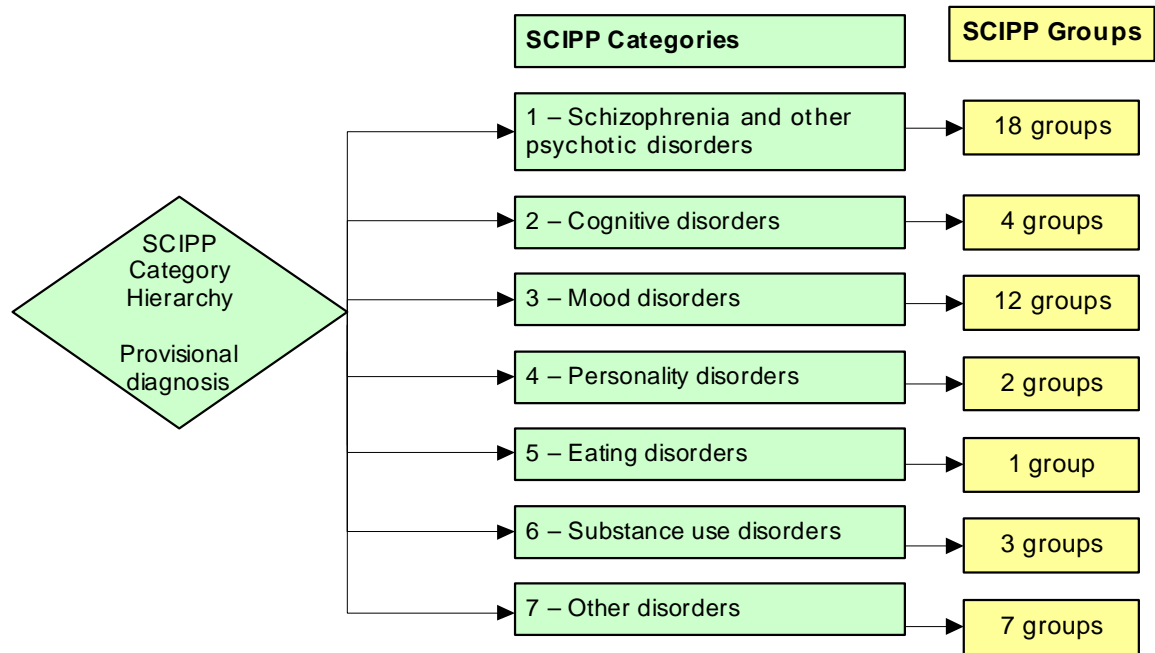 SCIPP Categories
SCIPP Groups
SCIPP
Category
Hierarchy
Provisional
diagnosis
1 – Schizophrenia and other
psychotic disorders
18 groups
2 – Cognitive disorders
4 groups
3 – Mood disorders
12 groups
4 – Personality disorders
2 groups
5 – Eating disorders
1 group
6 – Substance use disorders
3 groups
7 – Other disorders
7 groups